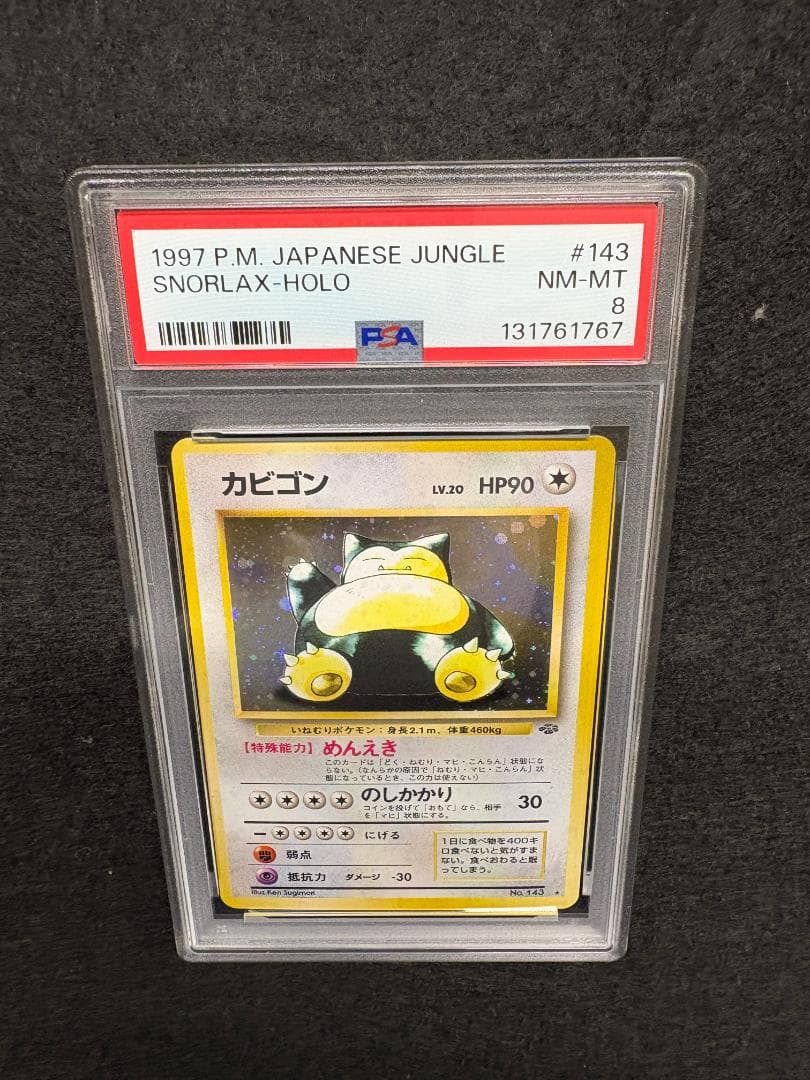 1997 P.M. JAPANESE JUNGLE #143
SNORLAX-HOLO NM-MT
8
PSA 131761767
カビゴン LV.20 HP90
いねむりポケモン：身長2.1m、体重460kg
【特殊能力】めんえき
このカードは「どく・ねむり・マヒ・こんらん」状態にな
らない。（なんらかの原因で「ねむり・マヒ・こんらん」状
態になっているとき、この力は使えない）
のしかかり 30
コインを投げて「おもて」なら、相手
を「マヒ」状態にする。
ー にげる
弱点
抵抗力 ダメージ -30
1日に食べ物を400キ
ロ食べないと気がすま
ない。食べおわると眠
ってしまう。
Illus. Ken Sugimori No. 143